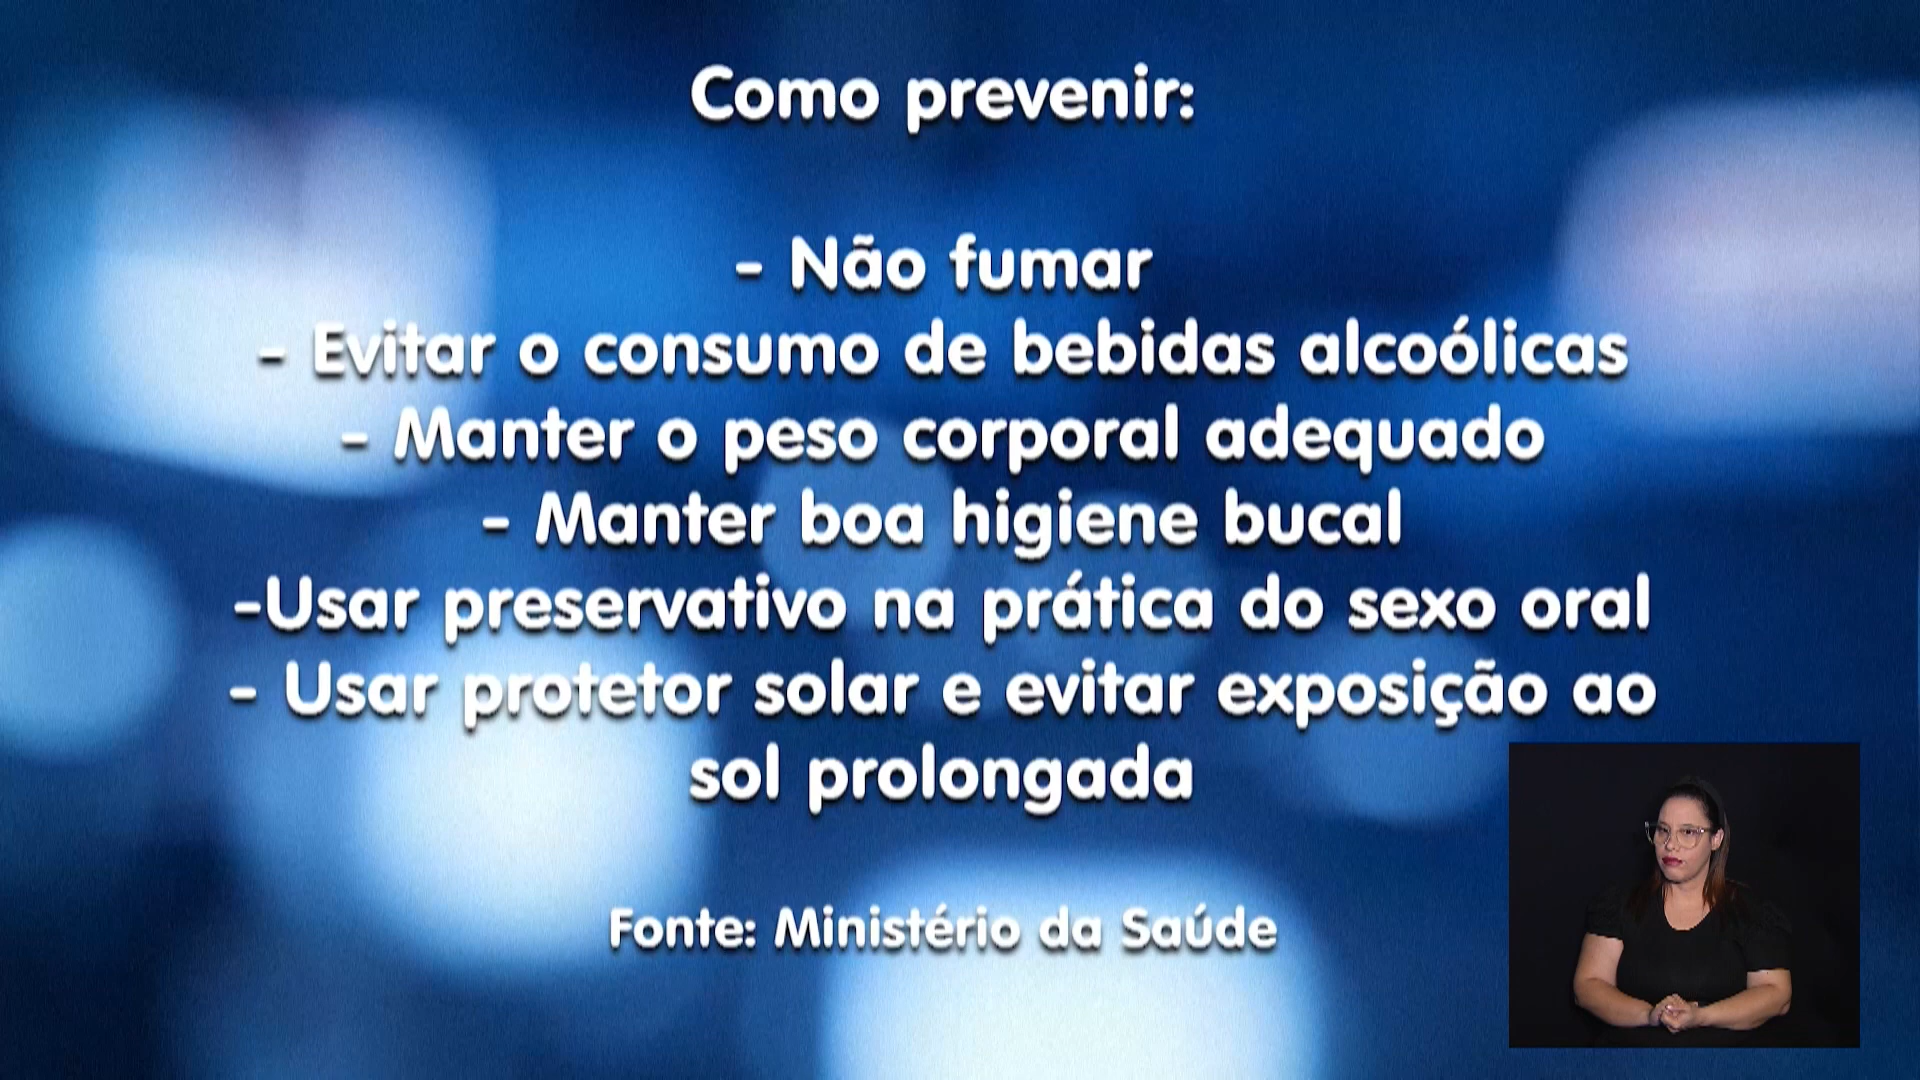 Como prevenir:
- Não fumar
- Evitar o consumo de bebidas alcoólicas
- Manter o peso corporal adequado
- Manter boa higiene bucal
-Usar preservativo na prática do sexo oral
- Usar protetor solar e evitar exposição ao
sol prolongada
Fonte: Ministério da Saúde